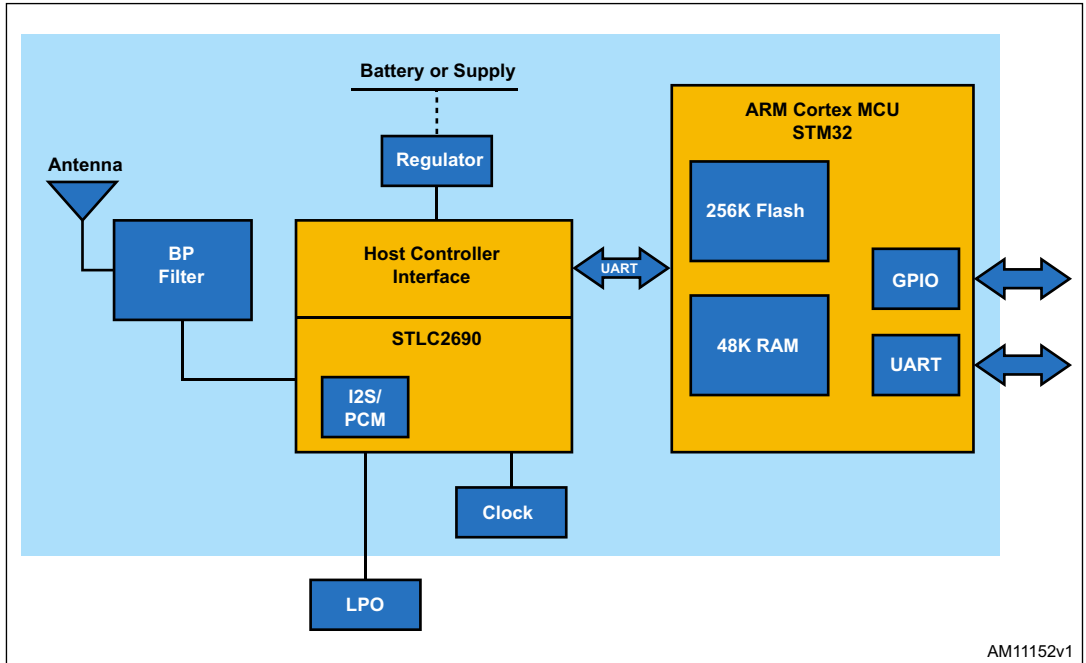 Battery or Supply
Regulator
Antenna
BP
Filter
Host Controller
Interface
UART
STLC2690
I2S/
PCM
Clock
LPO
ARM Cortex MCU
STM32
256K Flash
48K RAM
GPIO
UART
AM11152v1